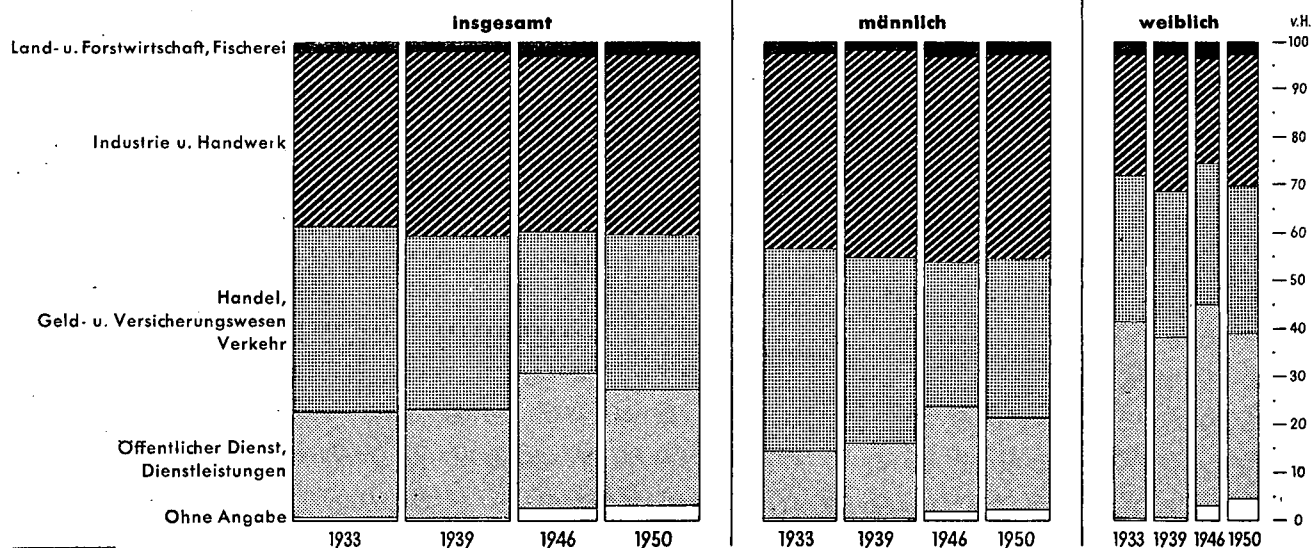 insgesamt
männlich
weiblich
v.H.
Land- u. Forstwirtschaft, Fischerei
Industrie u. Handwerk
Handel,
Geld- u. Versicherungswesen
Verkehr
Öffentlicher Dienst,
Dienstleistungen
Ohne Angabe
100
90
80
70
60
50
40
30
20
10
0
1933 1939 1946 1950
1933 1939 1946 1950
1933 1939 1946 1950